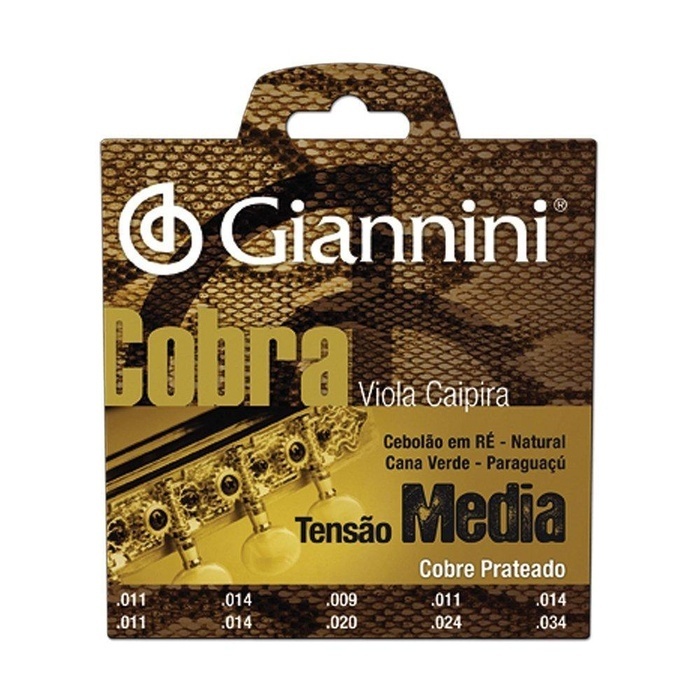 Giannini®
Cobra
Viola Caipira
Cebolão em RÉ - Natural
Cana Verde - Paraguaçú
Tensão Media
Cobre Prateado
.011 .014 .009 .011 .014
.011 .014 .020 .024 .034